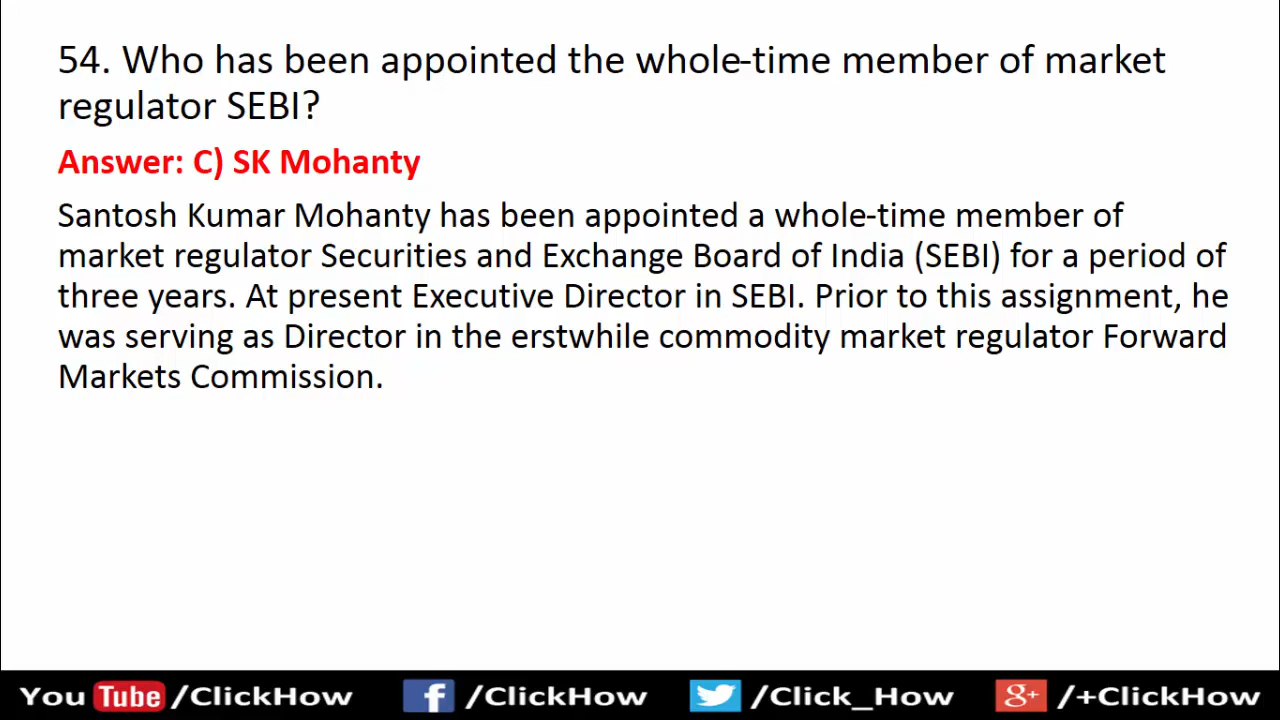 54. Who has been appointed the whole-time member of market
regulator SEBI?
Answer: C) SK Mohanty
Santosh Kumar Mohanty has been appointed a whole-time member of
market regulator Securities and Exchange Board of India (SEBI) for a period of
three years. At present Executive Director in SEBI. Prior to this assignment, he
was serving as Director in the erstwhile commodity market regulator Forward
Markets Commission.
You Tube /ClickHow f /ClickHow /Click_How g+ /+ClickHow